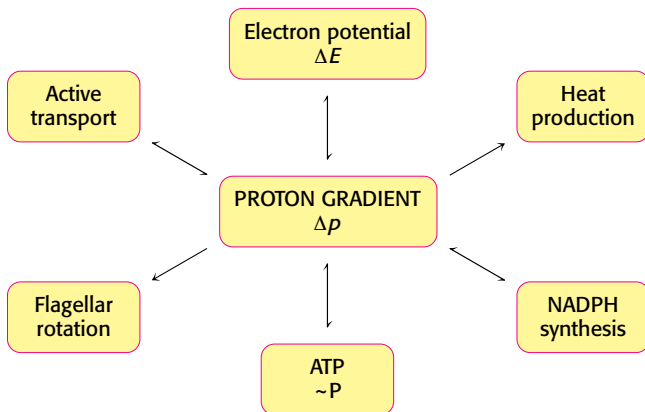 Electron potential
ΔE
Active
transport
Heat
production
PROTON GRADIENT
Δp
Flagellar
rotation
NADPH
synthesis
ATP
~P